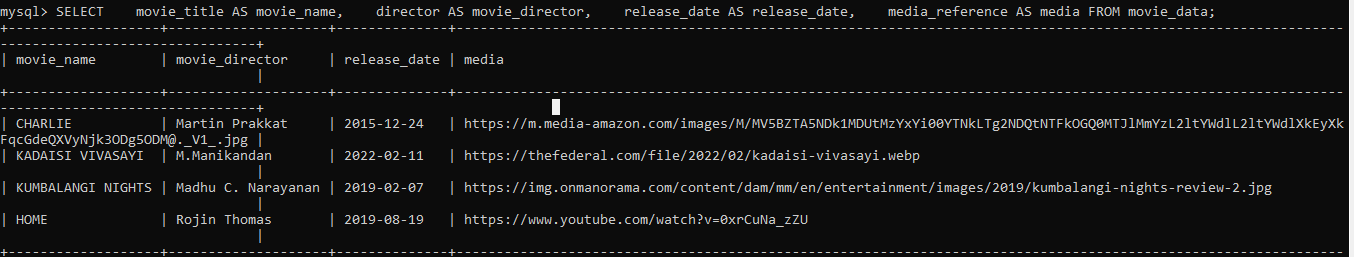 mysql> SELECT    movie_title AS movie_name,    director AS movie_director,    release_date AS release_date,    media_reference AS media FROM movie_data;
| movie_name        | movie_director     | release_date | media
|
| CHARLIE           | Martin Prakkat     | 2015-12-24   | https://m.media-amazon.com/images/M/MV5BZTA5NDk1MDUtMzYxYi00YTNkLTg2NDQtNTFkOGQ0MTJlMmYzL2ltYWdlL2ltYWdlXkEyXk
FqcGdeQXVyNjk3ODg5ODM@._V1_.jpg |
| KADAISI VIVASAYI  | M.Manikandan       | 2022-02-11   | https://thefederal.com/file/2022/02/kadaisi-vivasayi.webp
|
| KUMBALANGI NIGHTS | Madhu C. Narayanan | 2019-02-07   | https://img.onmanorama.com/content/dam/mm/en/entertainment/images/2019/kumbalangi-nights-review-2.jpg
|
| HOME              | Rojin Thomas       | 2019-08-19   | https://www.youtube.com/watch?v=0xrCuNa_zZU
|